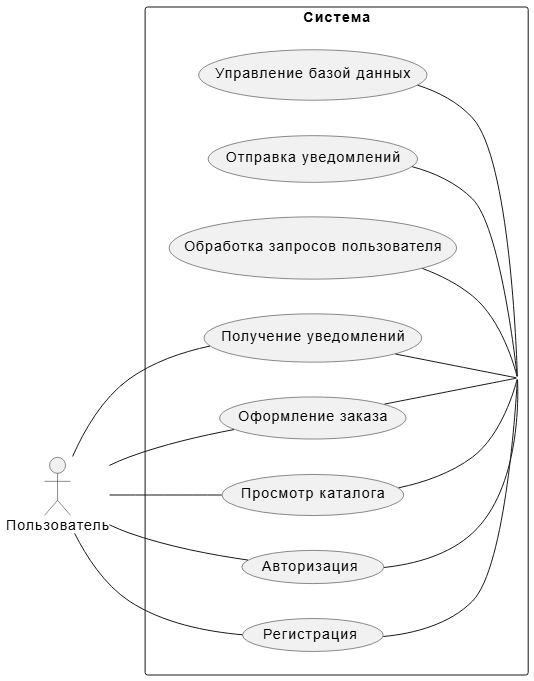 Система
Управление базой данных
Отправка уведомлений
Обработка запросов пользователя
Получение уведомлений
Оформление заказа
Просмотр каталога
Пользователь
Авторизация
Регистрация